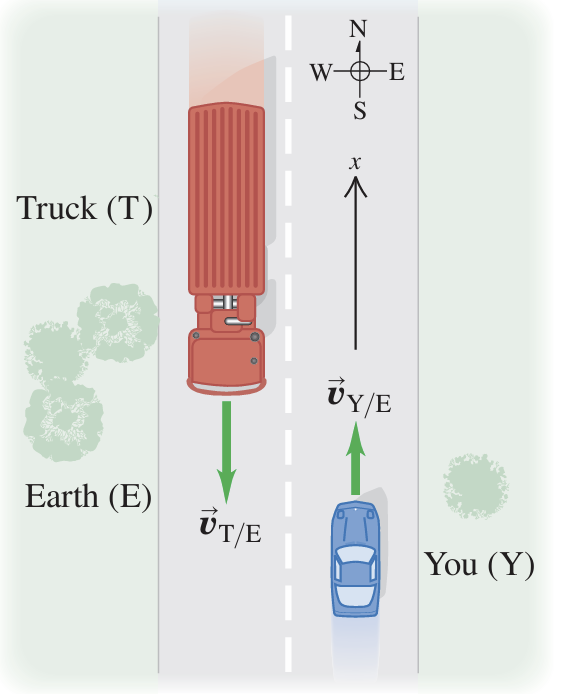 N
W E
S
x
Truck (T)
v⃗Y/E
Earth (E)
v⃗T/E
You (Y)